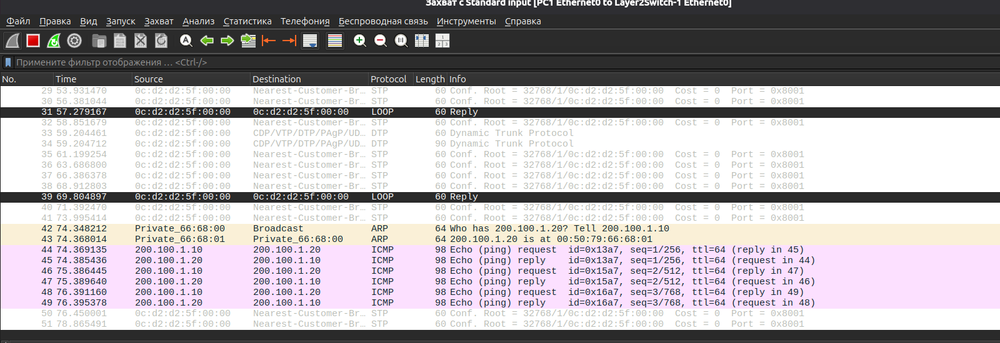 Захват с Standard input [PC1 Ethernet0 to Layer2Switch-1 Ethernet0]
Файл Правка Вид Запуск Захват Анализ Статистика Телефония Беспроводная связь Инструменты Справка
Примените фильтр отображения … <Ctrl-/>
No. Time Source Destination Protocol Length Info
29 53.931470 0c:d2:d2:5f:00:00 Nearest-Customer-Br… STP 60 Conf. Root = 32768/1/0c:d2:d2:5f:00:00 Cost = 0 Port = 0x8001
30 56.381044 0c:d2:d2:5f:00:00 Nearest-Customer-Br… STP 60 Conf. Root = 32768/1/0c:d2:d2:5f:00:00 Cost = 0 Port = 0x8001
31 57.279167 0c:d2:d2:5f:00:00 0c:d2:d2:5f:00:00 LOOP 60 Reply
32 58.851679 0c:d2:d2:5f:00:00 Nearest-Customer-Br… STP 60 Conf. Root = 32768/1/0c:d2:d2:5f:00:00 Cost = 0 Port = 0x8001
33 59.204461 0c:d2:d2:5f:00:00 CDP/VTP/DTP/PAgP/UD… DTP 60 Dynamic Trunk Protocol
34 59.204712 0c:d2:d2:5f:00:00 CDP/VTP/DTP/PAgP/UD… DTP 90 Dynamic Trunk Protocol
35 61.199254 0c:d2:d2:5f:00:00 Nearest-Customer-Br… STP 60 Conf. Root = 32768/1/0c:d2:d2:5f:00:00 Cost = 0 Port = 0x8001
36 63.686800 0c:d2:d2:5f:00:00 Nearest-Customer-Br… STP 60 Conf. Root = 32768/1/0c:d2:d2:5f:00:00 Cost = 0 Port = 0x8001
37 66.386378 0c:d2:d2:5f:00:00 Nearest-Customer-Br… STP 60 Conf. Root = 32768/1/0c:d2:d2:5f:00:00 Cost = 0 Port = 0x8001
38 68.912803 0c:d2:d2:5f:00:00 Nearest-Customer-Br… STP 60 Conf. Root = 32768/1/0c:d2:d2:5f:00:00 Cost = 0 Port = 0x8001
39 69.804897 0c:d2:d2:5f:00:00 0c:d2:d2:5f:00:00 LOOP 60 Reply
40 71.392470 0c:d2:d2:5f:00:00 Nearest-Customer-Br… STP 60 Conf. Root = 32768/1/0c:d2:d2:5f:00:00 Cost = 0 Port = 0x8001
41 73.995414 0c:d2:d2:5f:00:00 Nearest-Customer-Br… STP 60 Conf. Root = 32768/1/0c:d2:d2:5f:00:00 Cost = 0 Port = 0x8001
42 74.348212 Private_66:68:00 Broadcast ARP 64 Who has 200.100.1.20? Tell 200.100.1.10
43 74.368014 Private_66:68:01 Private_66:68:00 ARP 64 200.100.1.20 is at 00:50:79:66:68:01
44 74.369135 200.100.1.10 200.100.1.20 ICMP 98 Echo (ping) request id=0x13a7, seq=1/256, ttl=64 (reply in 45)
45 74.385436 200.100.1.20 200.100.1.10 ICMP 98 Echo (ping) reply id=0x13a7, seq=1/256, ttl=64 (request in 44)
46 75.386445 200.100.1.10 200.100.1.20 ICMP 98 Echo (ping) request id=0x15a7, seq=2/512, ttl=64 (reply in 47)
47 75.389640 200.100.1.20 200.100.1.10 ICMP 98 Echo (ping) reply id=0x15a7, seq=2/512, ttl=64 (request in 46)
48 76.391160 200.100.1.10 200.100.1.20 ICMP 98 Echo (ping) request id=0x16a7, seq=3/768, ttl=64 (reply in 49)
49 76.395378 200.100.1.20 200.100.1.10 ICMP 98 Echo (ping) reply id=0x16a7, seq=3/768, ttl=64 (request in 48)
50 76.450001 0c:d2:d2:5f:00:00 Nearest-Customer-Br… STP 60 Conf. Root = 32768/1/0c:d2:d2:5f:00:00 Cost = 0 Port = 0x8001
51 78.865491 0c:d2:d2:5f:00:00 Nearest-Customer-Br… STP 60 Conf. Root = 32768/1/0c:d2:d2:5f:00:00 Cost = 0 Port = 0x8001